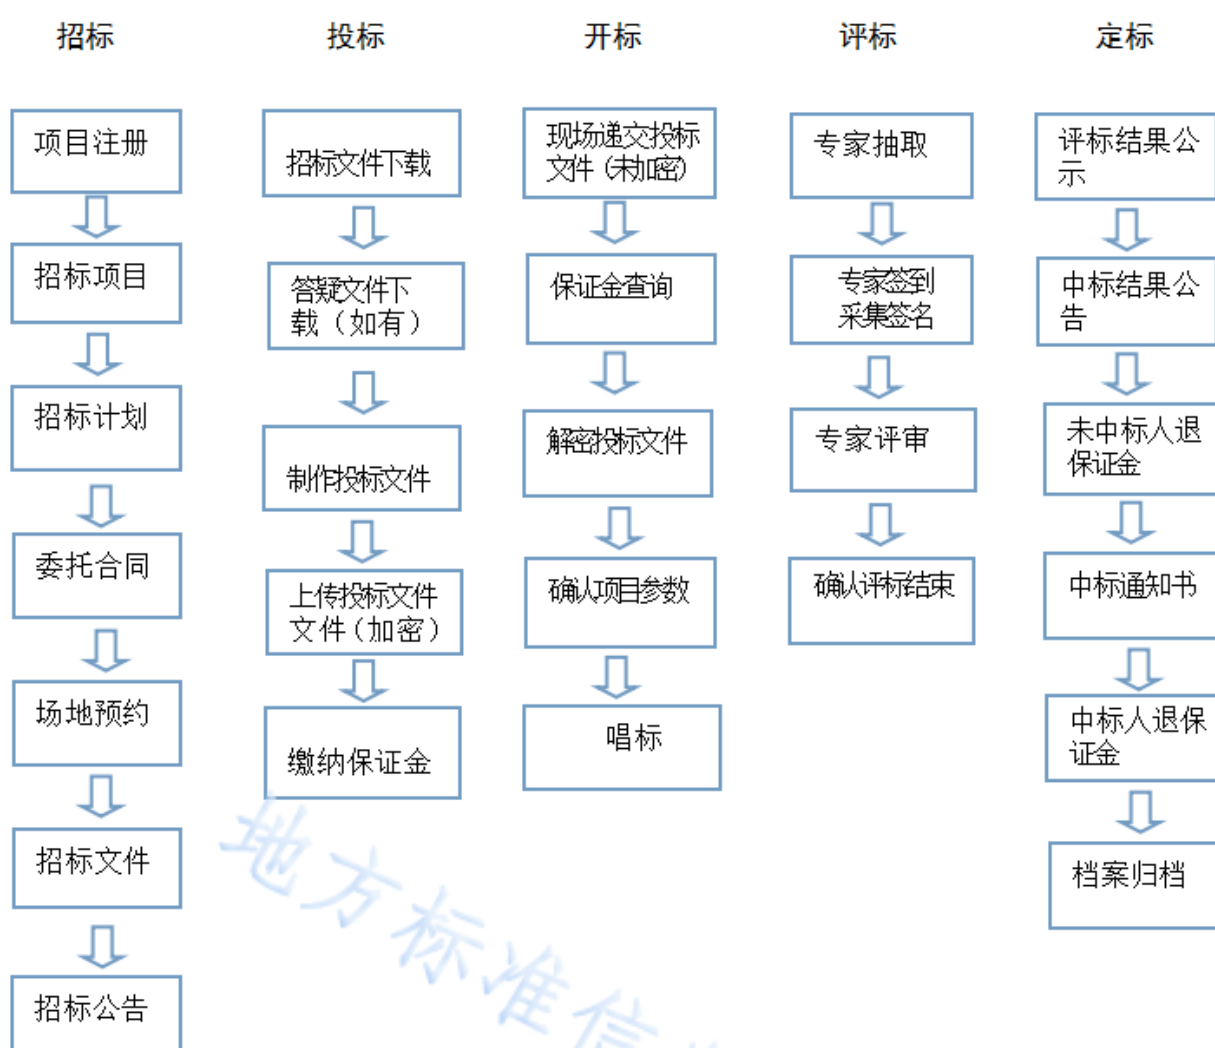 招标
项目注册
招标项目
招标计划
委托合同
场地预约
招标文件
招标公告
投标
招标文件下载
答疑文件下
载（如有）
制作投标文件
上传投标文件
文件（加密）
缴纳保证金
开标
现场递交投标
文件（未加密）
保证金查询
解密投标文件
确认项目参数
唱标
评标
专家抽取
专家签到
采集签名
专家评审
确认评标结束
定标
评标结果公
示
中标结果公
告
未中标人退
保证金
中标通知书
中标人退保
证金
档案归档
地方标准信